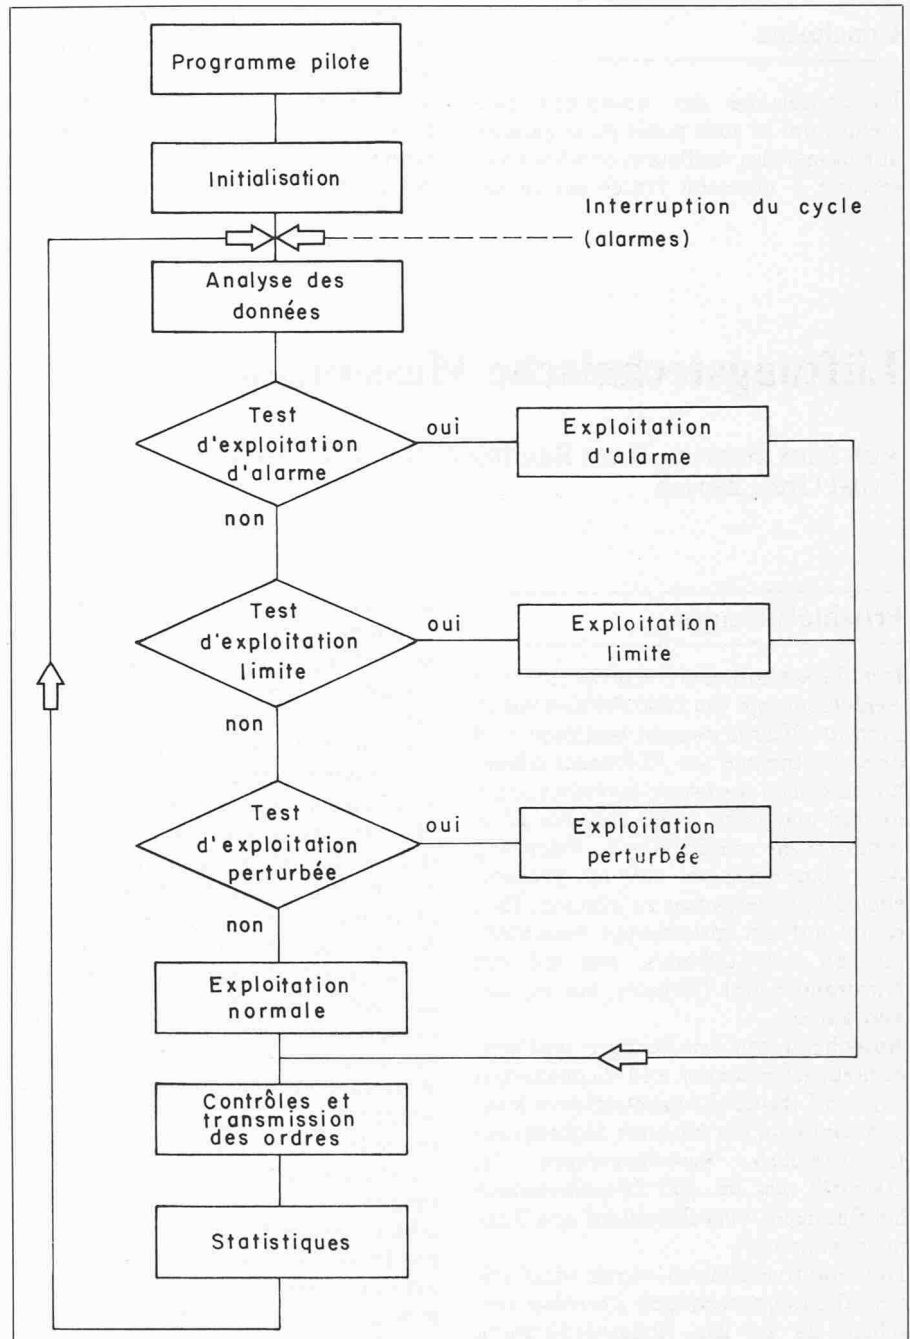 Programme pilote
Initialisation
Interruption du cycle
(alarmes)
Analyse des
données
Test
d'exploitation
d'alarme
oui
Exploitation
d'alarme
non
Test
d'exploitation
limite
oui
Exploitation
limite
non
Test
d'exploitation
perturbée
oui
Exploitation
perturbée
non
Exploitation
normale
Contrôles et
transmission
des ordres
Statistiques